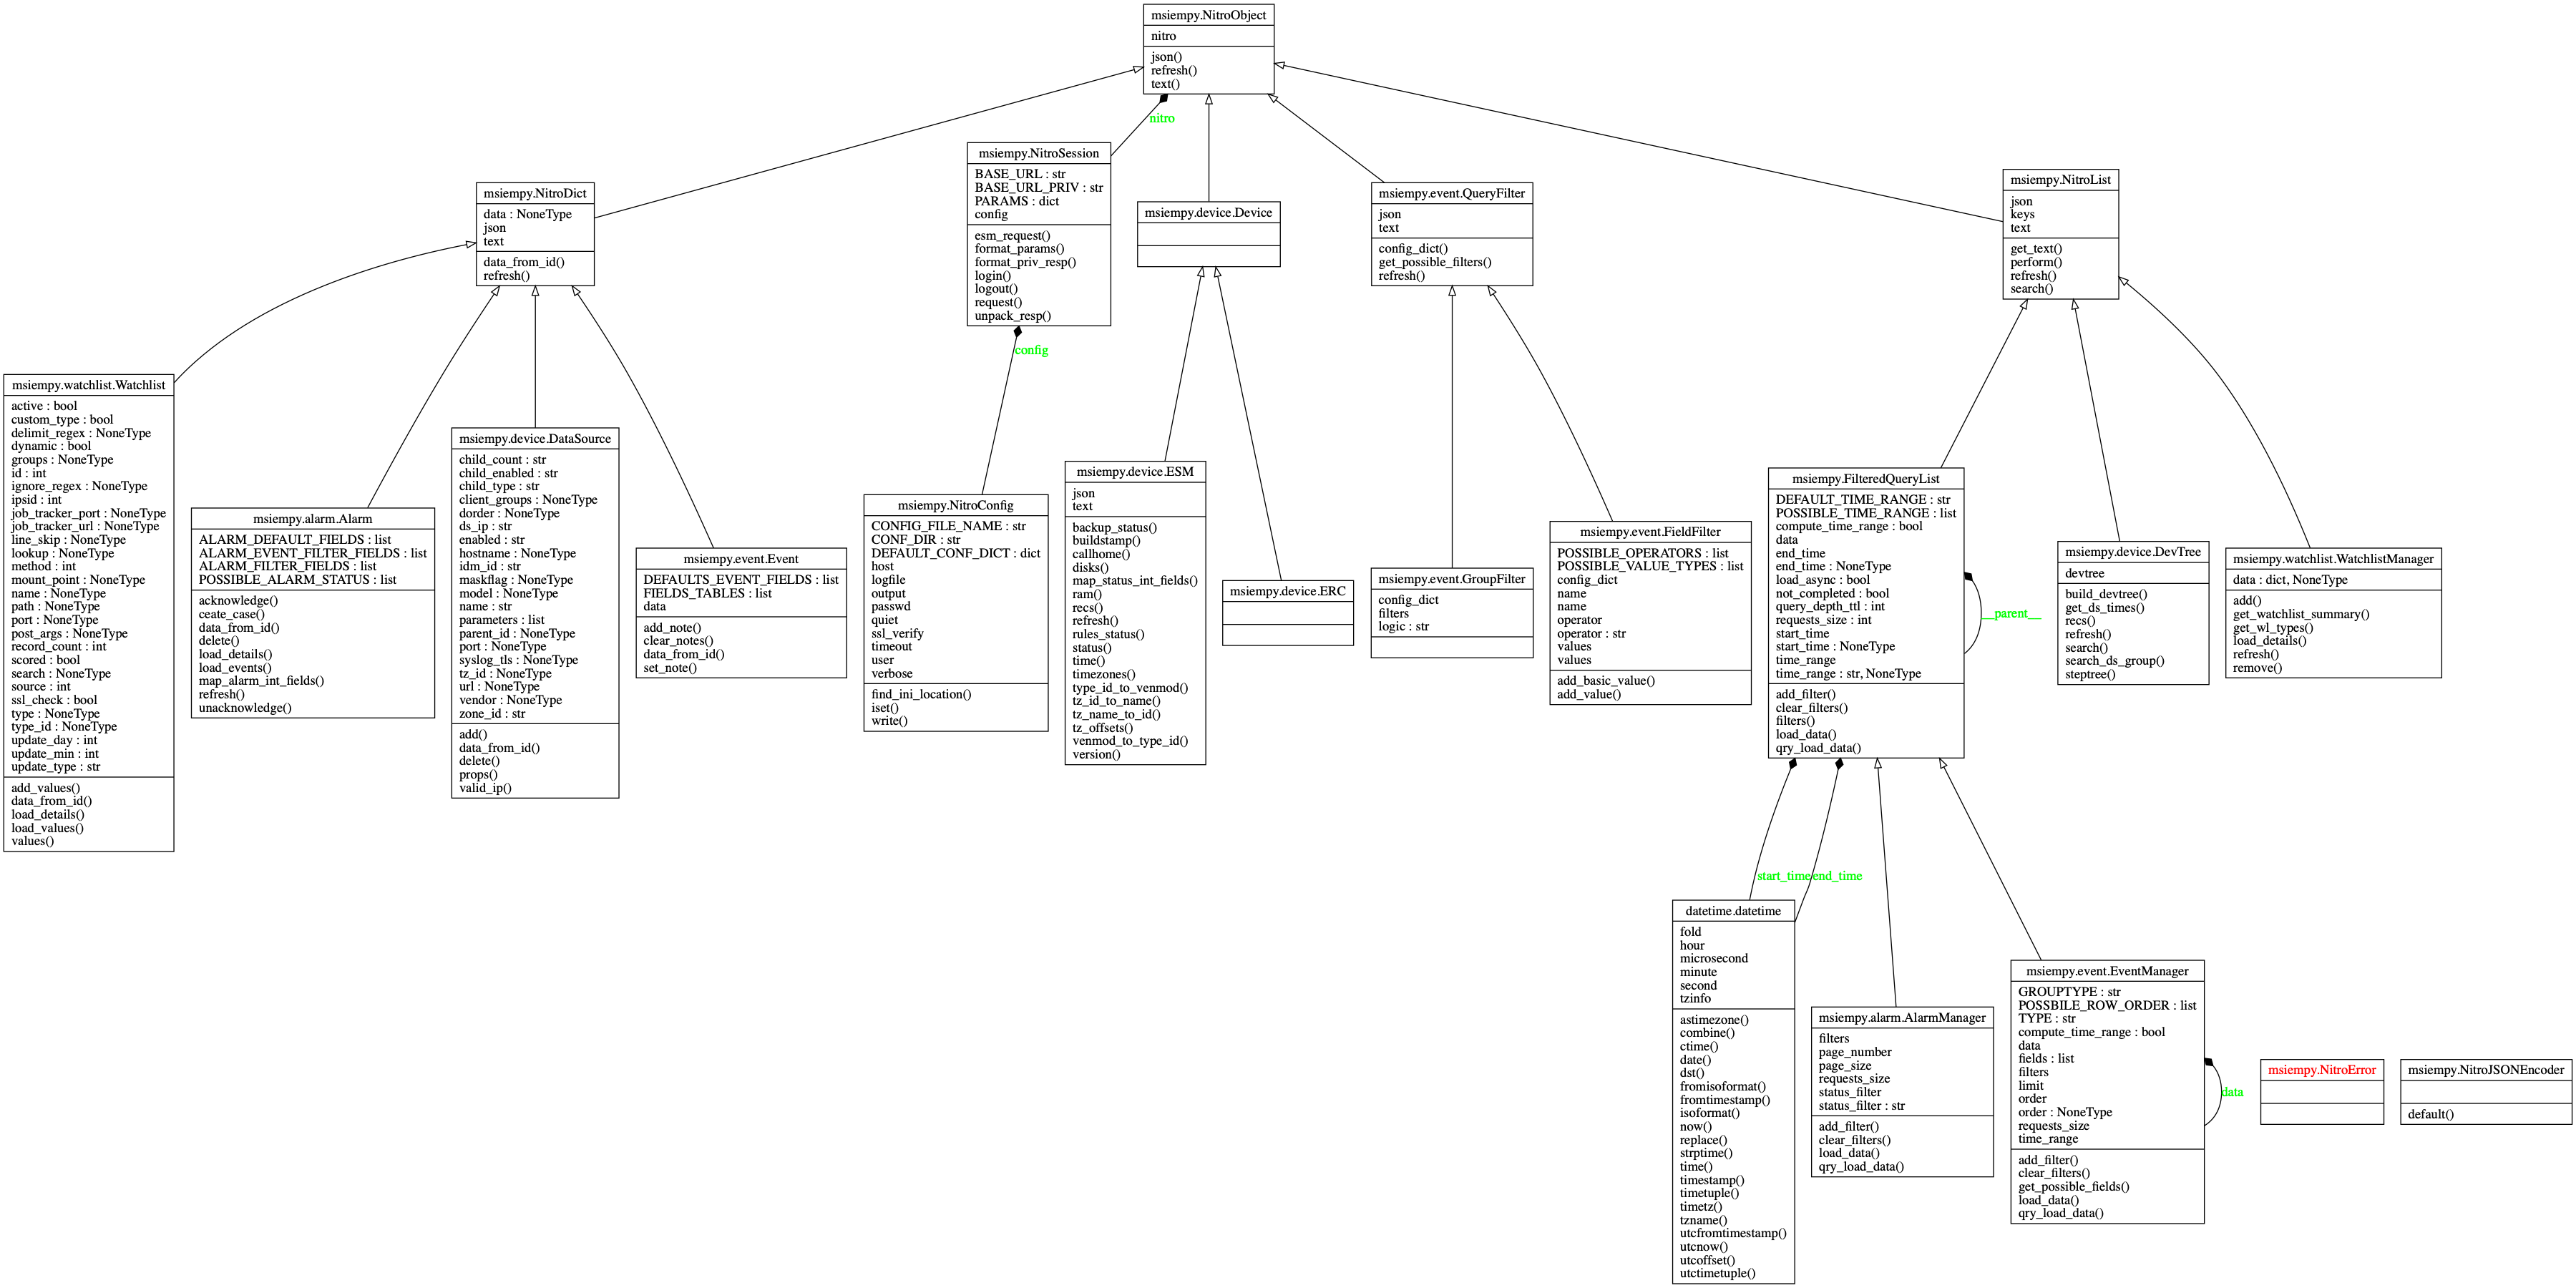 msiempy.NitroObject
nitro
json()
refresh()
text()
nitro
msiempy.NitroSession
BASE_URL : str
BASE_URL_PRIV : str
PARAMS : dict
config
esm_request()
format_params()
format_priv_resp()
login()
logout()
request()
unpack_resp()
config
msiempy.NitroDict
data : NoneType
json
text
data_from_id()
refresh()
msiempy.device.Device
msiempy.event.QueryFilter
json
text
config_dict()
get_possible_filters()
refresh()
msiempy.NitroList
json
keys
text
get_text()
perform()
refresh()
search()
msiempy.watchlist.Watchlist
active : bool
custom_type : bool
delimit_regex : NoneType
dynamic : bool
groups : NoneType
id : int
ignore_regex : NoneType
ipsid : int
job_tracker_port : NoneType
job_tracker_url : NoneType
line_skip : NoneType
lookup : NoneType
method : int
mount_point : NoneType
name : NoneType
path : NoneType
port : NoneType
post_args : NoneType
record_count : int
scored : bool
search : NoneType
source : int
ssl_check : bool
type : NoneType
type_id : NoneType
update_day : int
update_min : int
update_type : str
add_values()
data_from_id()
load_details()
load_values()
values()
msiempy.alarm.Alarm
ALARM_DEFAULT_FIELDS : list
ALARM_EVENT_FILTER_FIELDS : list
ALARM_FILTER_FIELDS : list
POSSIBLE_ALARM_STATUS : list
acknowledge()
ceate_case()
data_from_id()
delete()
load_details()
load_events()
map_alarm_int_fields()
refresh()
unacknowledge()
msiempy.device.DataSource
child_count : str
child_enabled : str
child_type : str
client_groups : NoneType
dorder : NoneType
ds_ip : str
enabled : str
hostname : NoneType
idm_id : str
maskflag : NoneType
model : NoneType
name : str
parameters : list
parent_id : NoneType
port : NoneType
syslog_tls : NoneType
tz_id : NoneType
url : NoneType
vendor : NoneType
zone_id : str
add()
data_from_id()
delete()
props()
valid_ip()
msiempy.event.Event
DEFAULTS_EVENT_FIELDS : list
FIELDS_TABLES : list
data
add_note()
clear_notes()
data_from_id()
set_note()
msiempy.NitroConfig
CONFIG_FILE_NAME : str
CONF_DIR : str
DEFAULT_CONF_DICT : dict
host
logfile
output
passwd
quiet
ssl_verify
timeout
user
verbose
find_ini_location()
iset()
write()
msiempy.device.ESM
json
text
backup_status()
buildstamp()
callhome()
disks()
map_status_int_fields()
ram()
recs()
refresh()
rules_status()
status()
time()
timezones()
type_id_to_venmod()
tz_id_to_name()
tz_name_to_id()
tz_offsets()
venmod_to_type_id()
version()
msiempy.device.ERC
msiempy.event.GroupFilter
config_dict
filters
logic : str
msiempy.event.FieldFilter
POSSIBLE_OPERATORS : list
POSSIBLE_VALUE_TYPES : list
config_dict
name
name
operator
operator : str
values
values
add_basic_value()
add_value()
msiempy.FilteredQueryList
DEFAULT_TIME_RANGE : str
POSSIBLE_TIME_RANGE : list
compute_time_range : bool
data
end_time
end_time : NoneType
load_async : bool
not_completed : bool
query_depth_ttl : int
requests_size : int
start_time
start_time : NoneType
time_range
time_range : str, NoneType
add_filter()
clear_filters()
filters()
load_data()
qry_load_data()
__parent__
msiempy.device.DevTree
devtree
build_devtree()
get_ds_times()
recs()
refresh()
search()
search_ds_group()
steptree()
msiempy.watchlist.WatchlistManager
data : dict, NoneType
add()
get_watchlist_summary()
get_wl_types()
load_details()
refresh()
remove()
start_time
end_time
datetime.datetime
fold
hour
microsecond
minute
second
tzinfo
astimezone()
combine()
ctime()
date()
dst()
fromisoformat()
fromtimestamp()
isoformat()
now()
replace()
strptime()
time()
timestamp()
timetuple()
timetz()
tzname()
utcfromtimestamp()
utcnow()
utcoffset()
utctimetuple()
msiempy.alarm.AlarmManager
filters
page_number
page_size
requests_size
status_filter
status_filter : str
add_filter()
clear_filters()
load_data()
qry_load_data()
msiempy.event.EventManager
GROUPTYPE : str
POSSBILE_ROW_ORDER : list
TYPE : str
compute_time_range : bool
data
fields : list
filters
limit
order
order : NoneType
requests_size
time_range
add_filter()
clear_filters()
get_possible_fields()
load_data()
qry_load_data()
data
msiempy.NitroError
msiempy.NitroJSONEncoder
default()